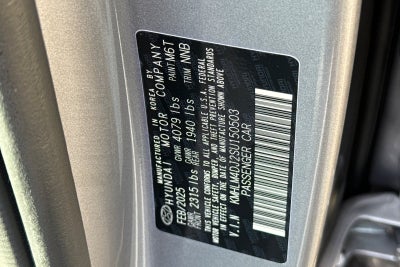 MANUFACTURED IN KOREA BY
HYUNDAI MOTOR COMPANY
FEB/2025 GVWR 4079 lbs PAINT M6T
GAWR FRONT 2315 lbs GAWR REAR 1940 lbs TRIM NNB
THIS VEHICLE CONFORMS TO ALL APPLICABLE U.S.A. FEDERAL
MOTOR VEHICLE SAFETY, BUMPER, AND THEFT PREVENTION STANDARDS
IN EFFECT ON THE DATE OF MANUFACTURE SHOWN ABOVE.
V.I.N KMHLM4DJ2SU150503
PASSENGER CAR